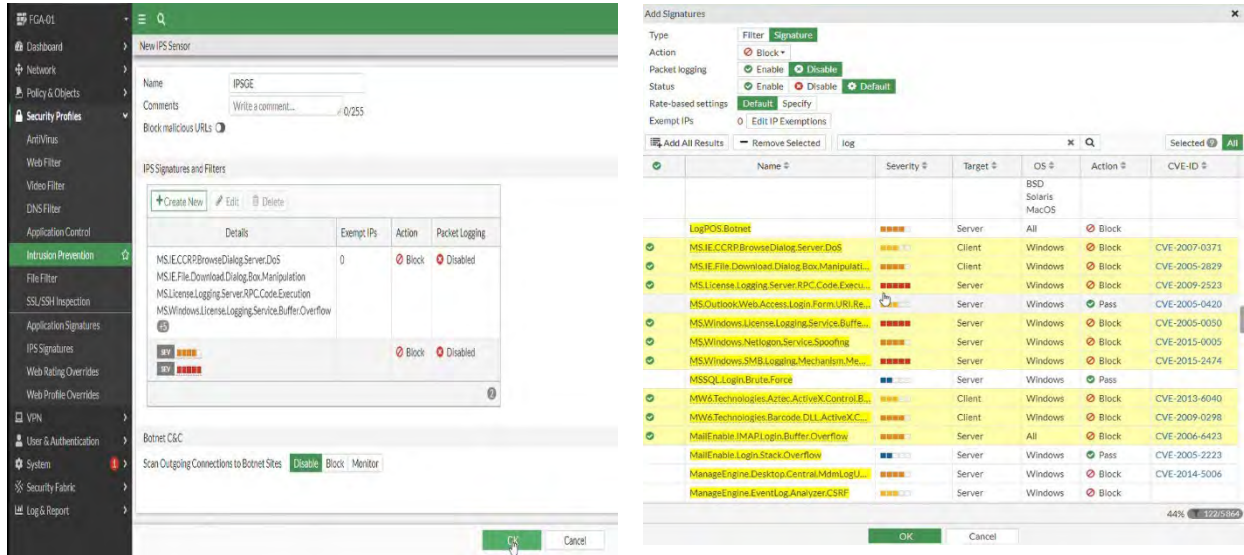 FGA-01
Dashboard
Network
Policy & Objects
Security Profiles
AntiVirus
Web Filter
Video Filter
DNS Filter
Application Control
Intrusion Prevention
File Filter
SSL/SSH Inspection
Application Signatures
IPS Signatures
Web Rating Overrides
Web Profile Overrides
VPN
User & Authentication
System 1
Security Fabric
Log & Report
New IPS Sensor
Name IPSGE
Comments Write a comment... 0/255
Block malicious URLs
IPS Signatures and Filters
+Create New Edit Delete
Details Exempt IPs Action Packet Logging
MS.IE.CCRP.BrowseDialog.Server.DoS 0 Block Disabled
MS.IE.File.Download.Dialog.Box.Manipulation
MS.License.Logging.Server.RPC.Code.Execution
MS.Windows.License.Logging.Service.Buffer.Overflow
+5
SEV Block Disabled
SEV
2
Botnet C&C
Scan Outgoing Connections to Botnet Sites Disable Block Monitor
OK Cancel
Add Signatures
Type Filter Signature
Action Block
Packet logging Enable Disable
Status Enable Disable Default
Rate-based settings Default Specify
Exempt IPs 0 Edit IP Exemptions
Add All Results Remove Selected log Selected All
Name Severity Target OS Action CVE-ID
BSD
Solaris
MacOS
LogPOS.Botnet Server All Block
MS.IE.CCRP.BrowseDialog.Server.DoS Client Windows Block CVE-2007-0371
MS.IE.File.Download.Dialog.Box.Manipulati... Client Windows Block CVE-2005-2829
MS.License.Logging.Server.RPC.Code.Execu... Server Windows Block CVE-2009-2523
MS.Outlook.Web.Access.Login.Form.URI.Re... Server Windows Pass CVE-2005-0420
MS.Windows.License.Logging.Service.Buffe... Server Windows Block CVE-2005-0050
MS.Windows.Netlogon.Service.Spoofing Server Windows Block CVE-2015-0005
MS.Windows.SMB.Logging.Mechanism.Me... Server Windows Block CVE-2015-2474
MSSQL.Login.Brute.Force Server Windows Pass
MW6.Technologies.Aztec.ActiveX.Control.B... Client Windows Block CVE-2013-6040
MW6.Technologies.Barcode.DLL.ActiveX.C... Client Windows Block CVE-2009-0298
MailEnable.IMAP.Login.Buffer.Overflow Server All Block CVE-2006-6423
MailEnable.Login.Stack.Overflow Server Windows Pass CVE-2005-2223
ManageEngine.Desktop.Central.MdmLogU... Server Windows Block CVE-2014-5006
ManageEngine.EventLog.Analyzer.CSRF Server Windows Block
44% 122/5864
OK Cancel